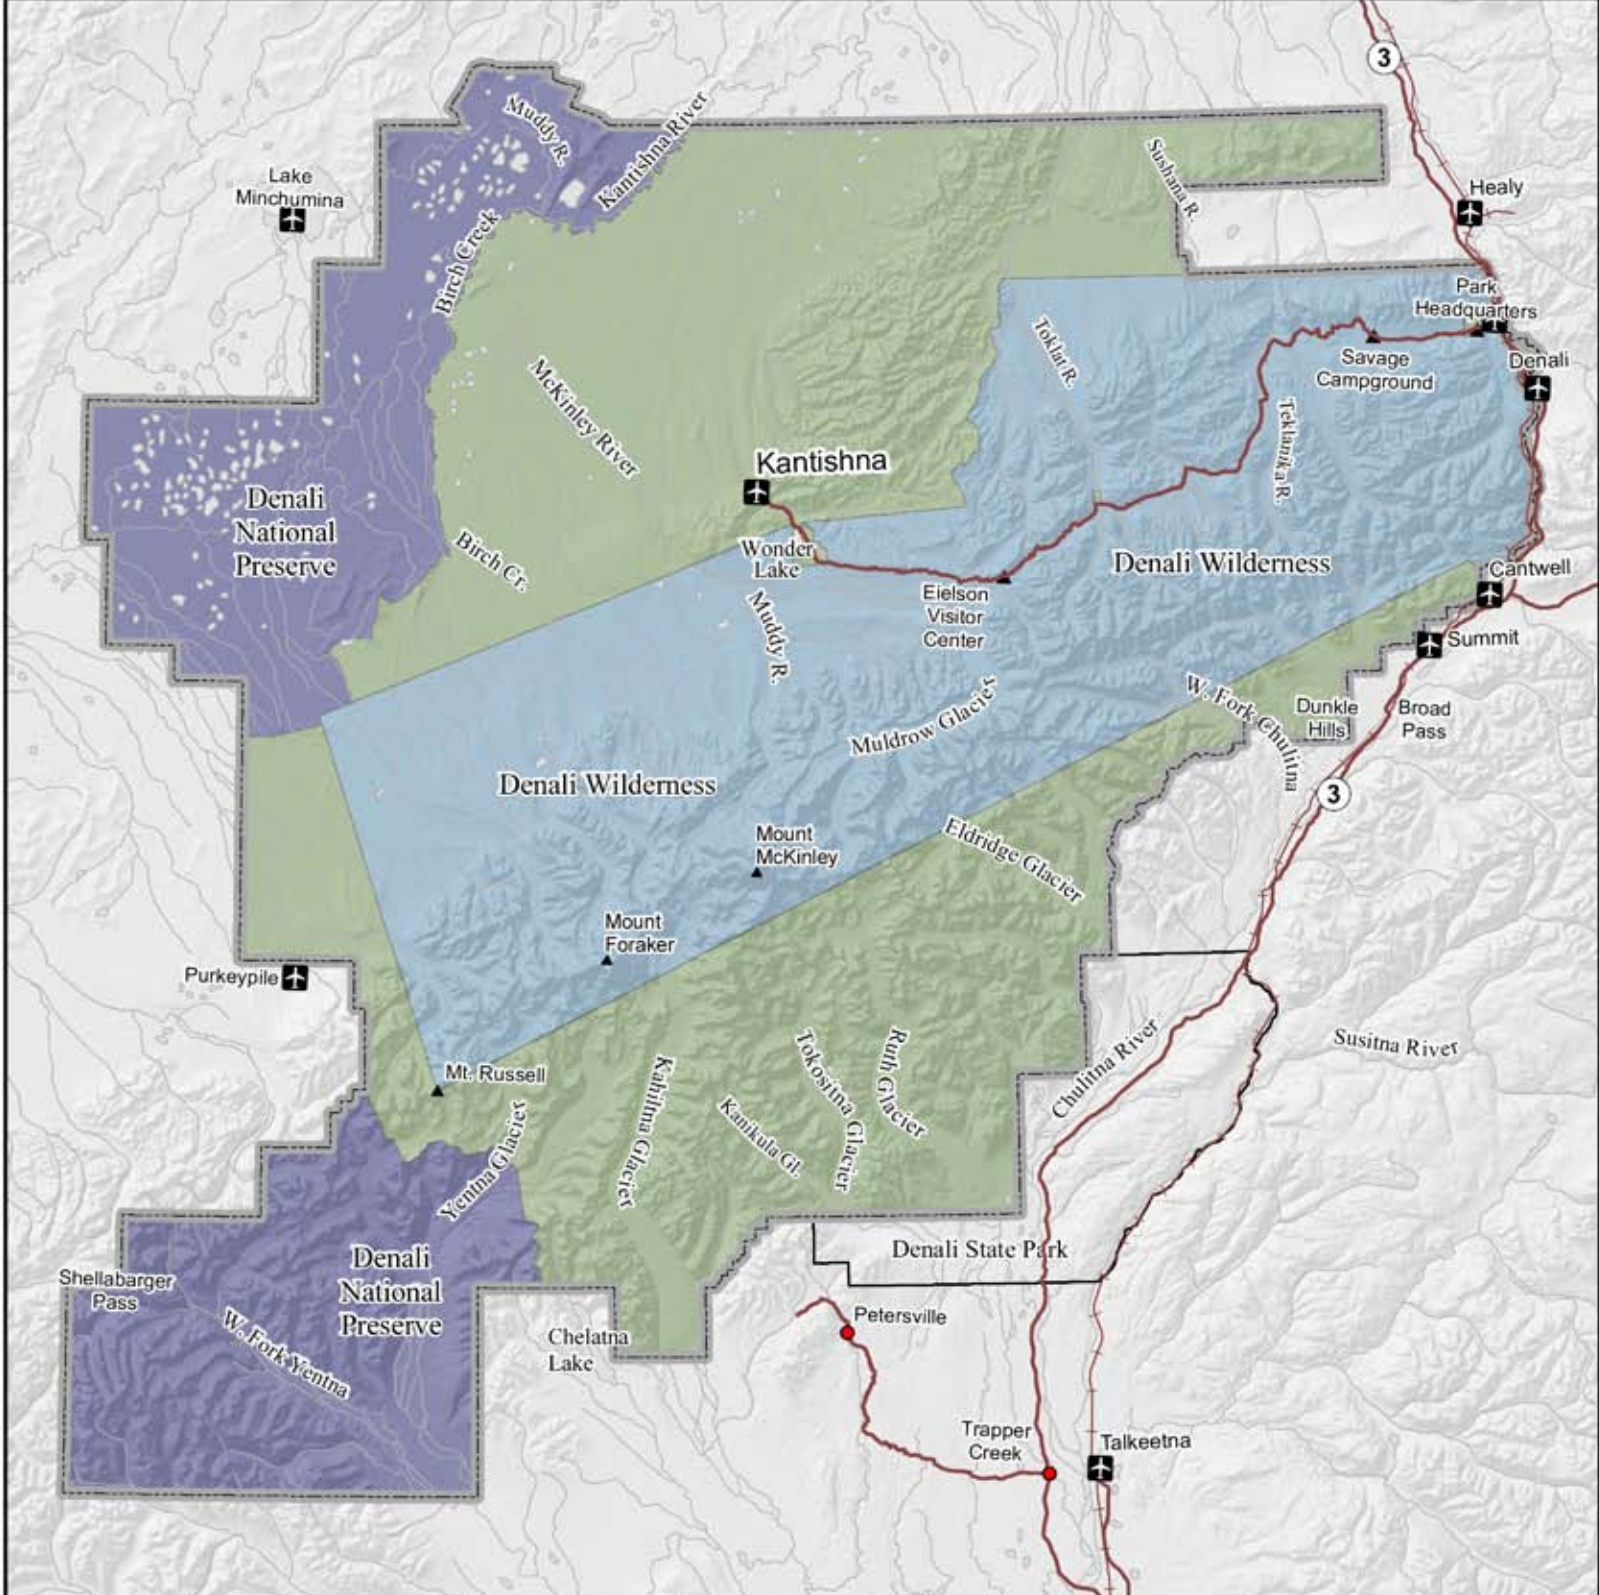 3
Muddy R.
Kantishna River
Sushana R.
Lake
Minchumina
Healy
Birch Creek
Park
Headquarters
Toklat R.
Savage
Campground
Denali
McKinley River
Teklanika R.
Kantishna
Denali
National
Preserve
Birch Cr.
Wonder
Lake
Denali Wilderness
Cantwell
Eielson
Visitor
Center
Muddy R.
Summit
W. Fork Chulitna
Dunkle
Hills
Broad
Pass
Muldrow Glacier
Denali Wilderness
3
Mount
McKinley
Eldridge Glacier
Mount
Foraker
Purkeypile
Mt. Russell
Kahiltna Glacier
Tokositna Glacier
Ruth Glacier
Chulitna River
Susitna River
Yentna Glacier
Kanikula Gl.
Denali
National
Preserve
Denali State Park
Shellabarger
Pass
W. Fork Yentna
Chelatna
Lake
Petersville
Trapper
Creek
Talkeetna